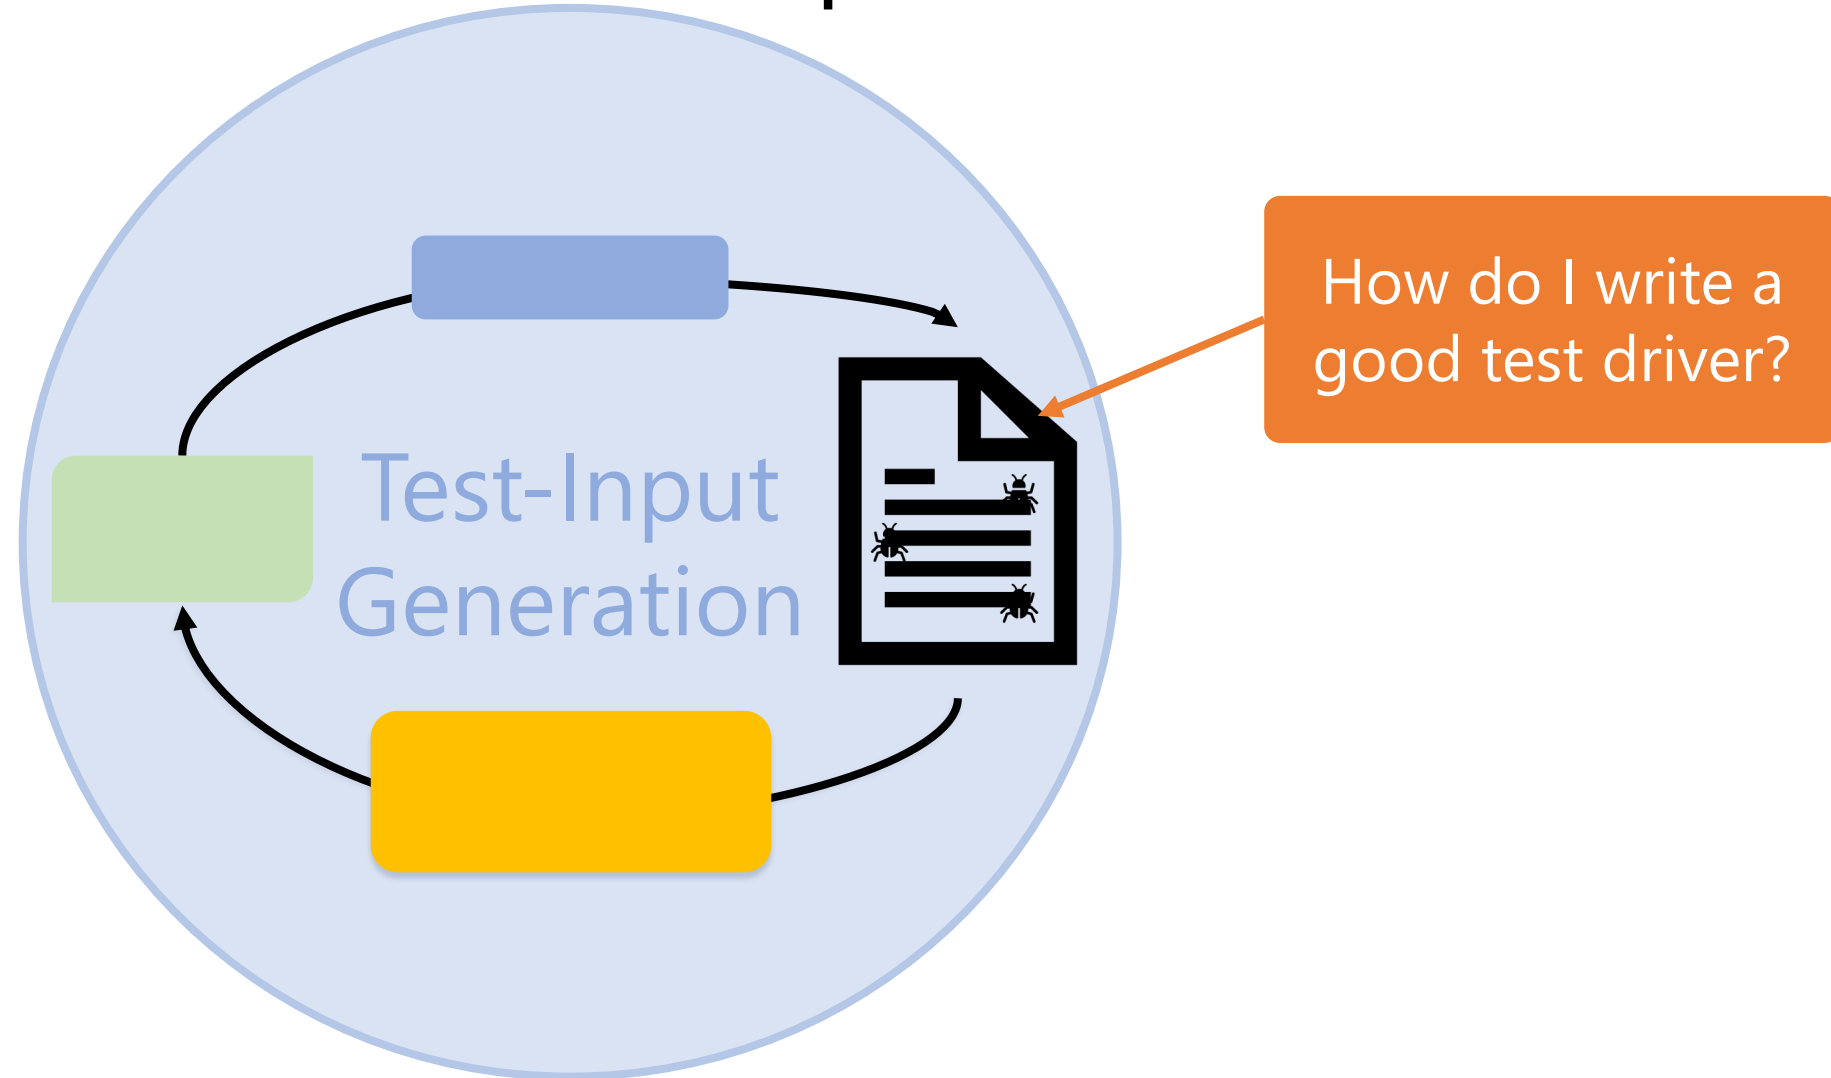 How do I write a
good test driver?
Test-Input
Generation